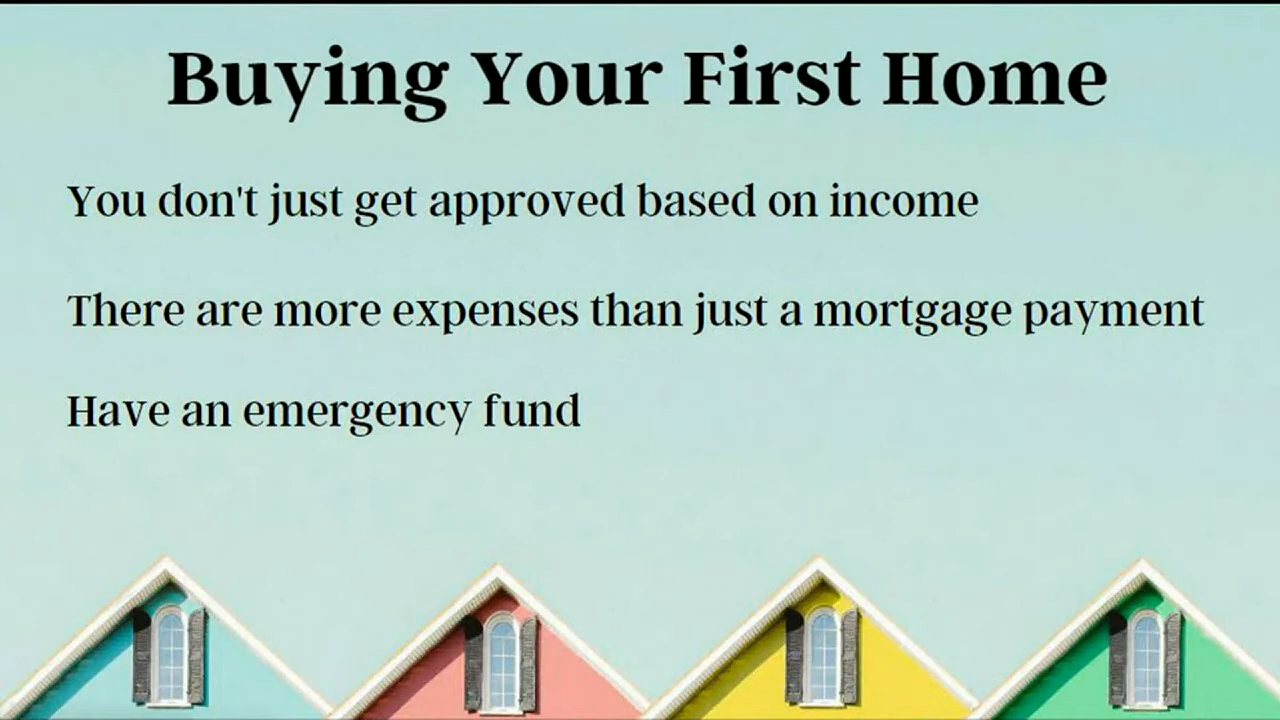 Buying Your First Home
You don't just get approved based on income
There are more expenses than just a mortgage payment
Have an emergency fund